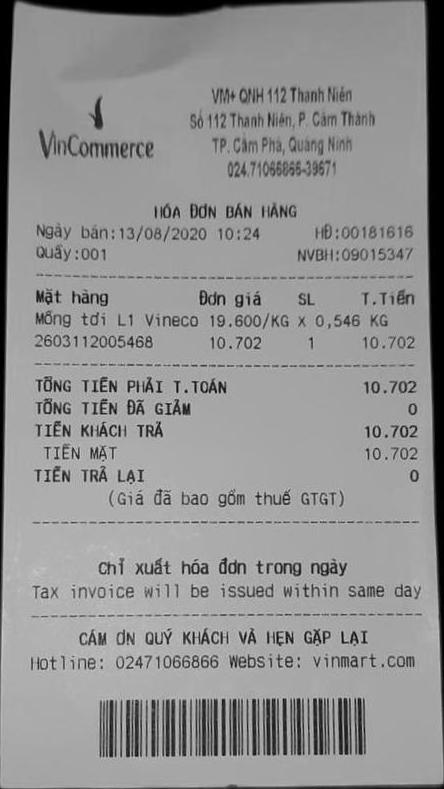 VinCommerce
VM+ QNH 112 Thanh Niên
Số 112 Thanh Niên, P. Cẩm Thành
TP. Cẩm Phả, Quảng Ninh
024.71066866-39671
HÓA ĐƠN BÁN HÀNG
Ngày bán:13/08/2020 10:24 HĐ:00181616
Quầy:001 NVBH:09015347
Mặt hàng Đơn giá SL T.Tiền
Mồng tơi L1 Vineco 19.600/KG X 0,546 KG
2603112005468 10.702 1 10.702
TỔNG TIỀN PHẢI T.TOÁN 10.702
TỔNG TIỀN ĐÃ GIẢM 0
TIỀN KHÁCH TRẢ 10.702
TIỀN MẶT 10.702
TIỀN TRẢ LẠI 0
(Giá đã bao gồm thuế GTGT)
Chỉ xuất hóa đơn trong ngày
Tax invoice will be issued within same day
CẢM ƠN QUÝ KHÁCH VÀ HẸN GẶP LẠI
Hotline: 02471066866 Website: vinmart.com